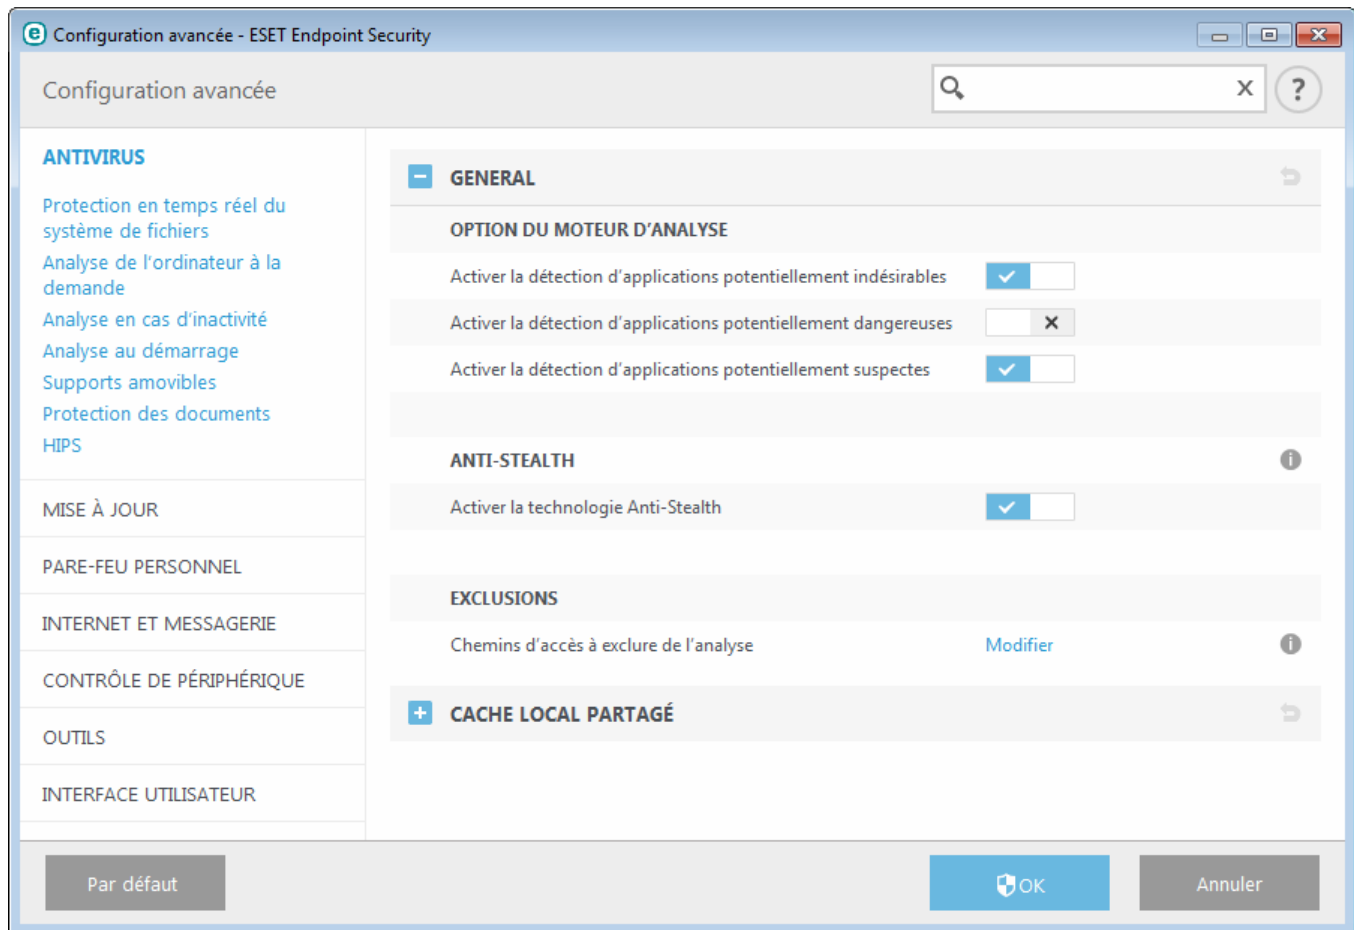 Configuration avancée - ESET Endpoint Security
Configuration avancée
ANTIVIRUS
Protection en temps réel du
système de fichiers
Analyse de l'ordinateur à la
demande
Analyse en cas d'inactivité
Analyse au démarrage
Supports amovibles
Protection des documents
HIPS
MISE À JOUR
PARE-FEU PERSONNEL
INTERNET ET MESSAGERIE
CONTRÔLE DE PÉRIPHÉRIQUE
OUTILS
INTERFACE UTILISATEUR
GENERAL
OPTION DU MOTEUR D'ANALYSE
Activer la détection d'applications potentiellement indésirables
Activer la détection d'applications potentiellement dangereuses
Activer la détection d'applications potentiellement suspectes
ANTI-STEALTH
Activer la technologie Anti-Stealth
EXCLUSIONS
Chemins d'accès à exclure de l'analyse Modifier
CACHE LOCAL PARTAGÉ
Par défaut
OK
Annuler